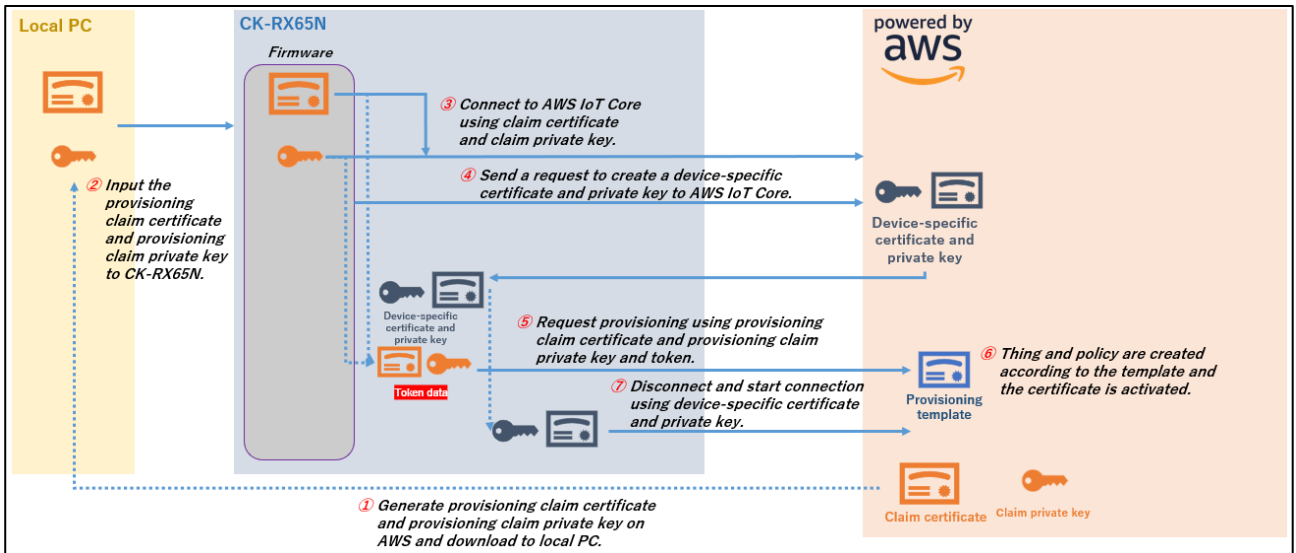 Local PC
CK-RX65N
Firmware
powered by
aws
③ Connect to AWS IoT Core
using claim certificate
and claim private key.
④ Send a request to create a device-specific
certificate and private key to AWS IoT Core.
② Input the
provisioning
claim certificate
and provisioning
claim private key
to CK-RX65N.
Device-specific
certificate and
private key
Device-specific
certificate and
private key
⑤ Request provisioning using provisioning
claim certificate and provisioning claim
private key and token.
⑥ Thing and policy are created
according to the template and
the certificate is activated.
Token data
⑦ Disconnect and start connection
using device-specific certificate
and private key.
Provisioning
template
① Generate provisioning claim certificate
and provisioning claim private key on
AWS and download to local PC.
Claim certificate
Claim private key